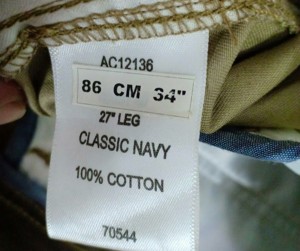 AC12136
86 CM 34"
27" LEG
CLASSIC NAVY
100% COTTON
70544